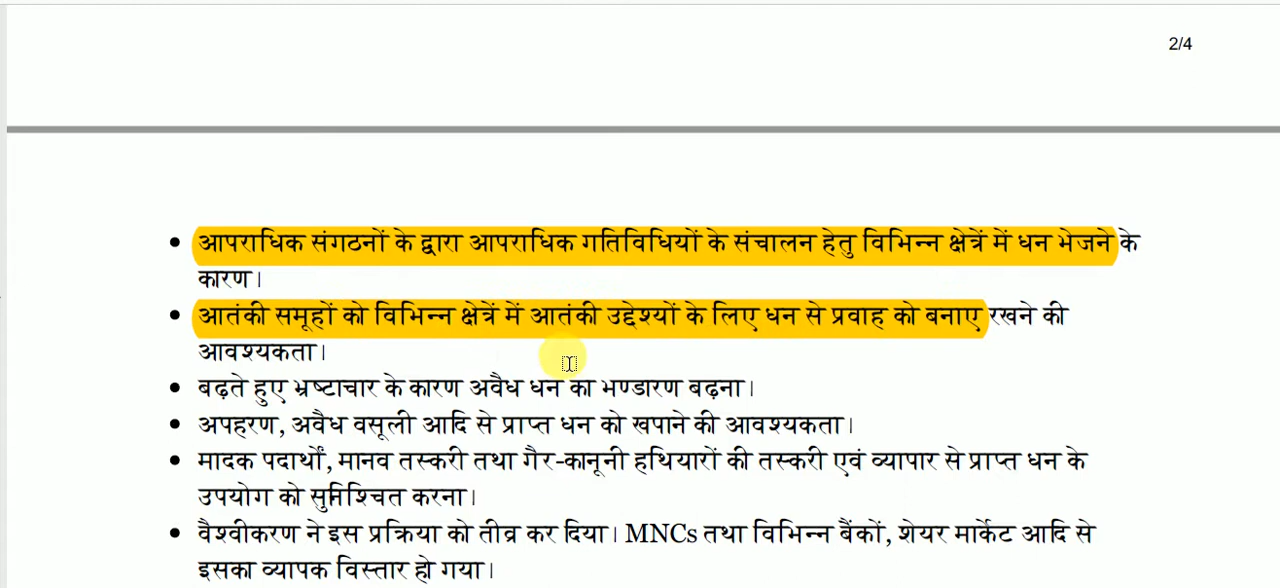 2/4
• आपराधिक संगठनों के द्वारा आपराधिक गतिविधियों के संचालन हेतु विभिन्न क्षेत्रें में धन भेजने के
कारण।
• आतंकी समूहों को विभिन्न क्षेत्रें में आतंकी उद्देश्यों के लिए धन से प्रवाह को बनाए रखने की
आवश्यकता।
• बढ़ते हुए भ्रष्टाचार के कारण अवैध धन का भण्डारण बढ़ना।
• अपहरण, अवैध वसूली आदि से प्राप्त धन को खपाने की आवश्यकता।
• मादक पदार्थों, मानव तस्करी तथा गैर-कानूनी हथियारों की तस्करी एवं व्यापार से प्राप्त धन के
उपयोग को करना।
• वैश्वीकरण ने इस प्रक्रिया को तीव्र कर दिया। MNCs तथा विभिन्न बैंकों, शेयर मार्केट आदि से
इसका व्यापक विस्तार हो गया।